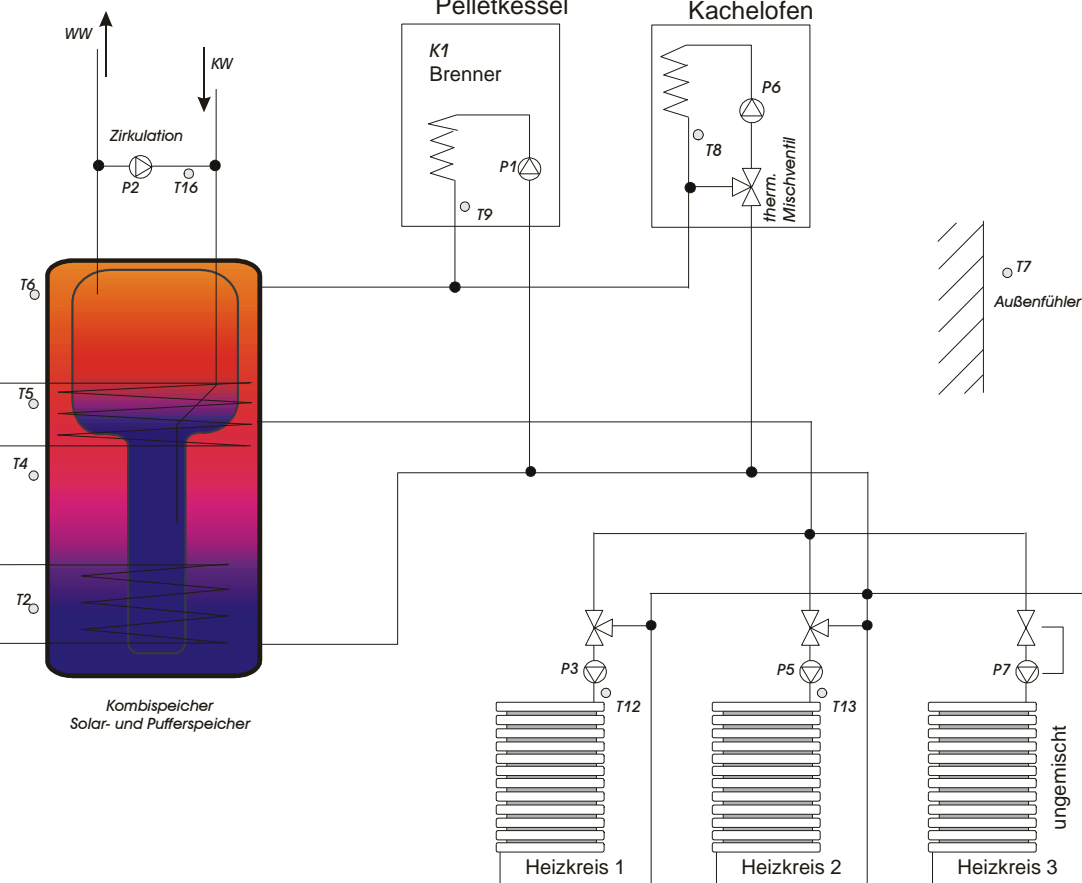 Pelletkessel
Kachelofen
WW
KW
K1
Brenner
P6
Zirkulation
T8
P1
P2
T16
therm.
Mischventil
T9
T7
T6
Außenfühler
T5
T4
T2
P3
P5
P7
T12
T13
Kombispeicher
Solar- und Pufferspeicher
ungemischt
Heizkreis 1
Heizkreis 2
Heizkreis 3